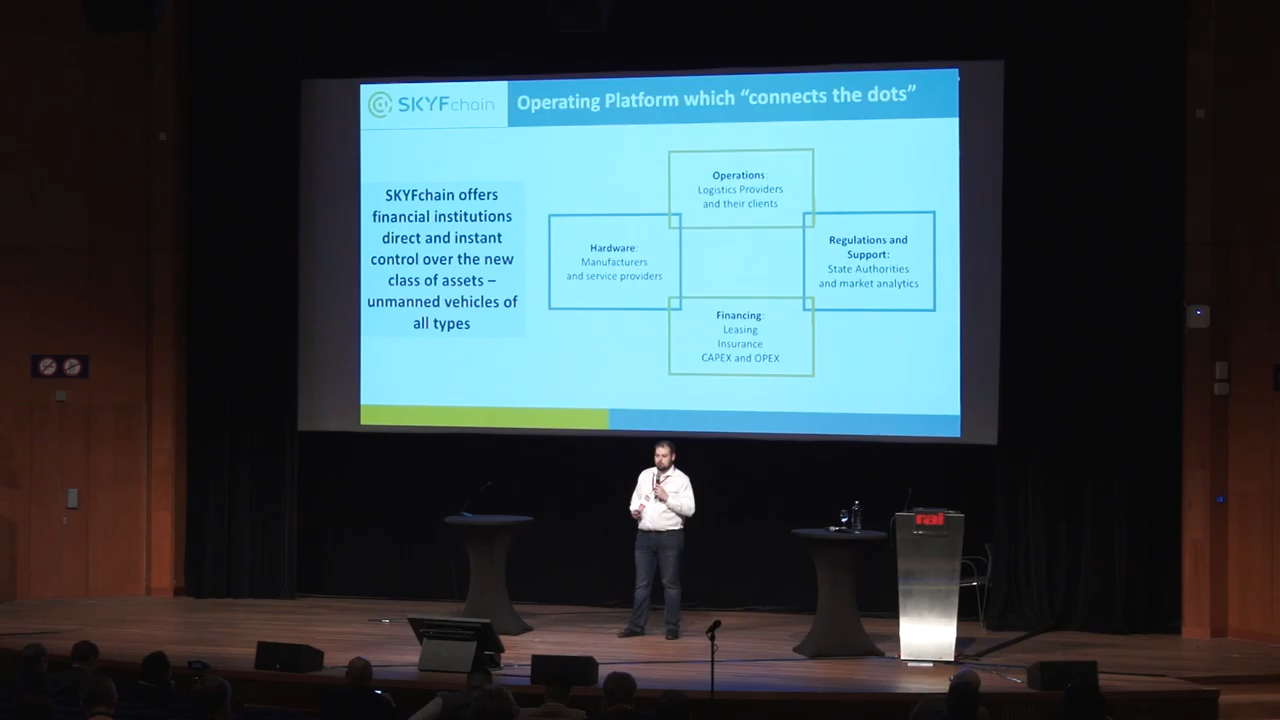 SKYFchain
Operating Platform which “connects the dots”
SKYFchain offers
financial institutions
direct and instant
control over the new
class of assets –
unmanned vehicles of
all types
Operations:
Logistics Providers
and their clients
Hardware:
Manufacturers
and service providers
Regulations and
Support:
State Authorities
and market analytics
Financing:
Leasing
Insurance
CAPEX and OPEX
rai